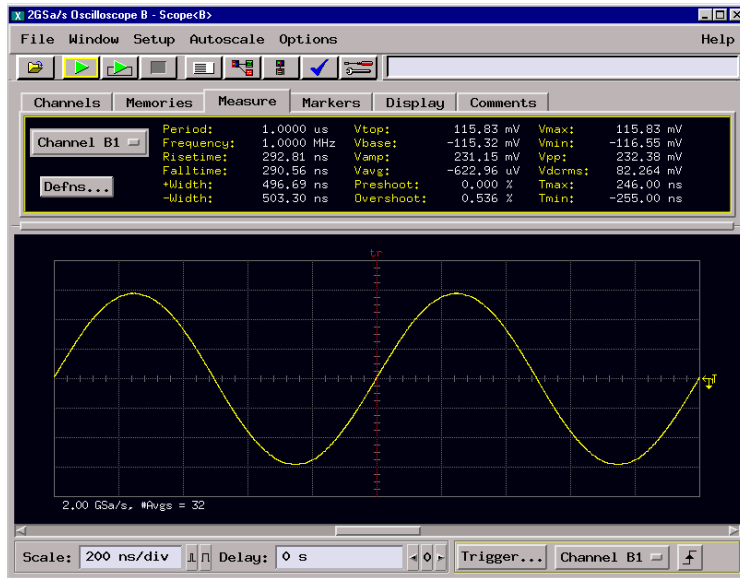 2GSa/s Oscilloscope B - Scope<B>
File Window Setup Autoscale Options Help
Channels Memories Measure Markers Display Comments
Channel B1
Defns...
Period: 1.0000 us Vtop: 115.83 mV Vmax: 115.83 mV
Frequency: 1.0000 MHz Vbase: -115.32 mV Vmin: -116.55 mV
Risetime: 292.81 ns Vamp: 231.15 mV Vpp: 232.38 mV
Falltime: 290.56 ns Vavg: -622.96 uV Vdcrms: 82.264 mV
+Width: 496.69 ns Preshoot: 0.000 % Tmax: 246.00 ns
-Width: 503.30 ns Overshoot: 0.536 % Tmin: -255.00 ns
tr
T
2.00 GSa/s, #Avgs = 32
Scale: 200 ns/div Delay: 0 s 0 Trigger... Channel B1